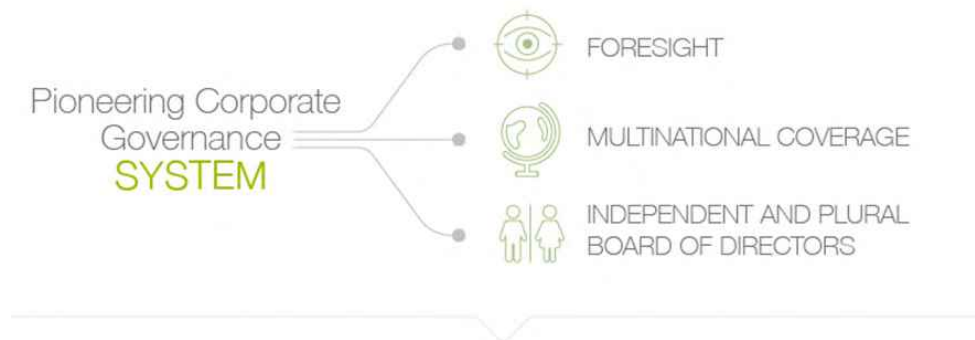 Pioneering Corporate
Governance
SYSTEM
FORESIGHT
MULTINATIONAL COVERAGE
INDEPENDENT AND PLURAL
BOARD OF DIRECTORS